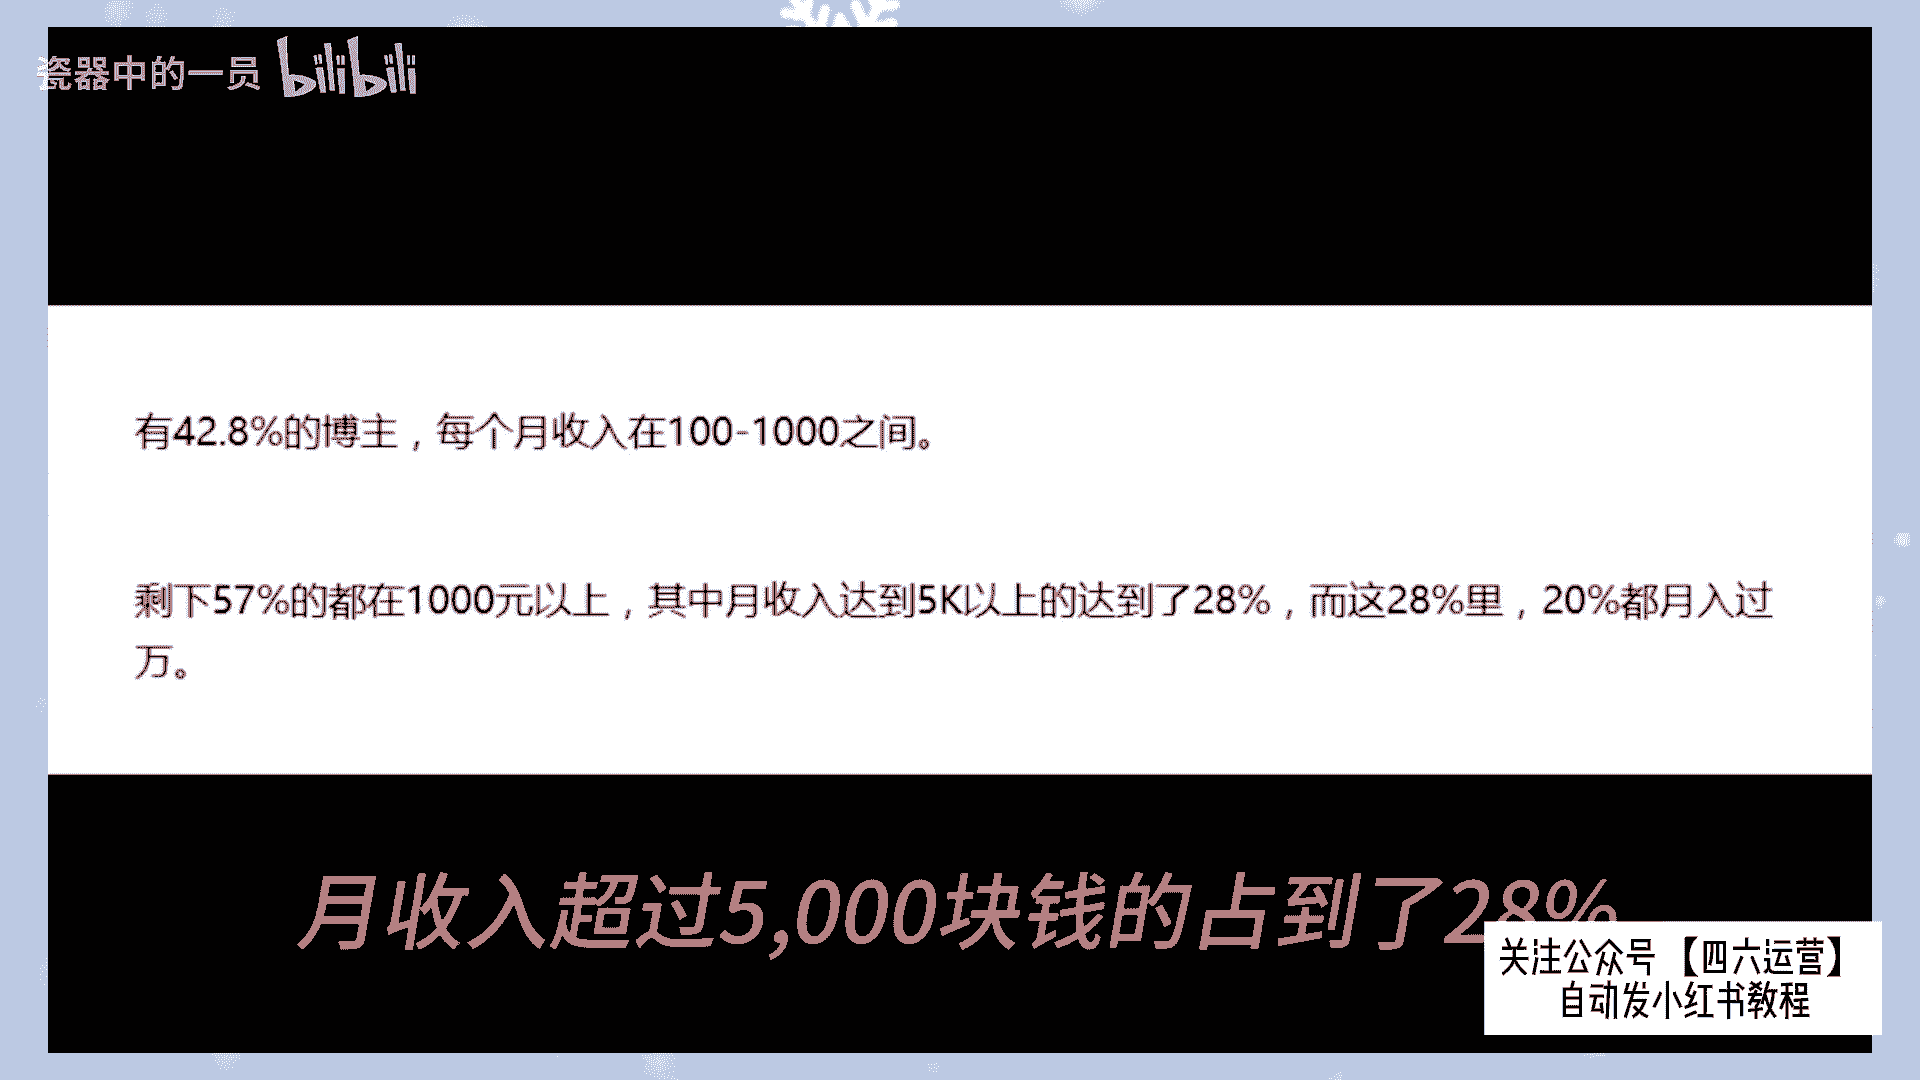 瓷器中的一员 bilibili
有42.8%的博主，每个月收入在100-1000之间。
剩下57%的都在1000元以上，其中月收入达到5K以上的达到了28%，而这28%里，20%都月入过
万。
月收入超过5,000块钱的占到了28%
关注公众号【四六运营】
自动发小红书教程